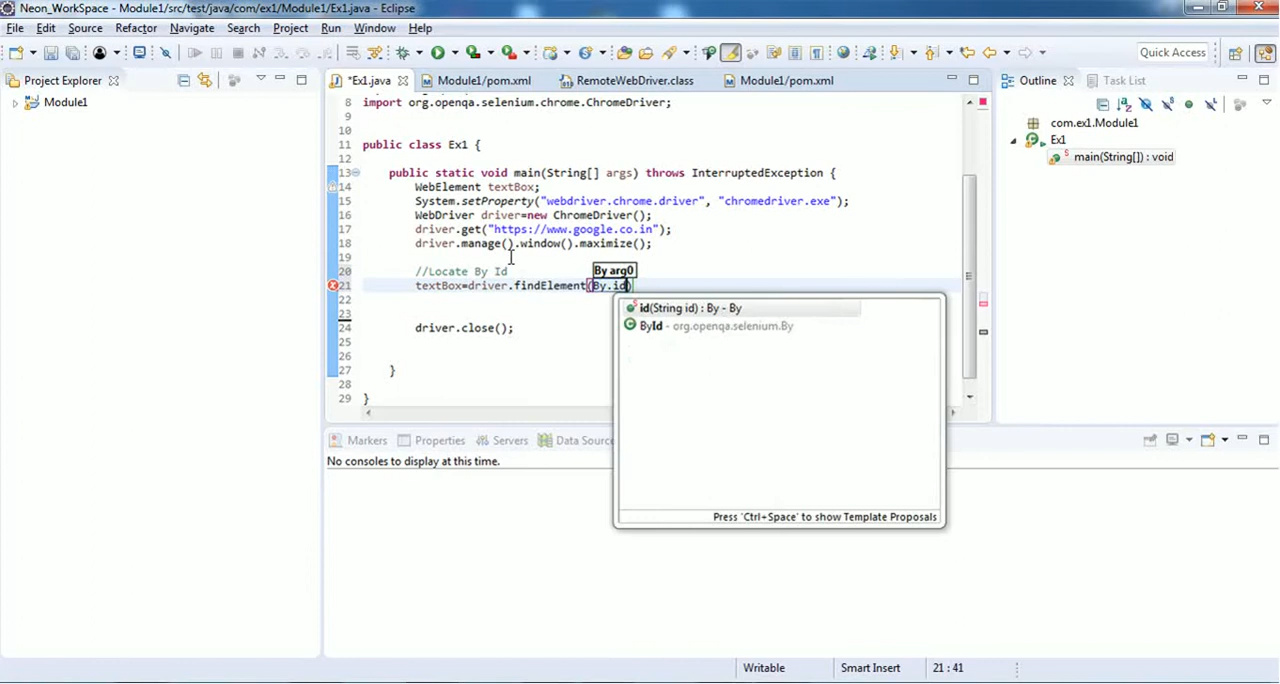 Neon_WorkSpace - Module1/src/test/java/com/ex1/Module1/Ex1.java - Eclipse
File Edit Source Refactor Navigate Search Project Run Window Help
Quick Access
Project Explorer
*Ex1.java
Module1/pom.xml
RemoteWebDriver.class
Module1/pom.xml
Outline
Task List
Module1
8 import org.openqa.selenium.chrome.ChromeDriver;
9
10
11 public class Ex1 {
12
13 public static void main(String[] args) throws InterruptedException {
14 WebElement textBox;
15 System.setProperty("webdriver.chrome.driver", "chromedriver.exe");
16 WebDriver driver=new ChromeDriver();
17 driver.get("https://www.google.co.in");
18 driver.manage().window().maximize();
19
20 //Locate By Id
By arg0
21 textBox=driver.findElement(By.id)
22
23
24 driver.close();
25
26
27 }
28
29 }
id(String id) : By - By
ById - org.openqa.selenium.By
Press 'Ctrl+Space' to show Template Proposals
com.ex1.Module1
Ex1
main(String[]) : void
Markers
Properties
Servers
Data Source
No consoles to display at this time.
Writable
Smart Insert
21 : 41